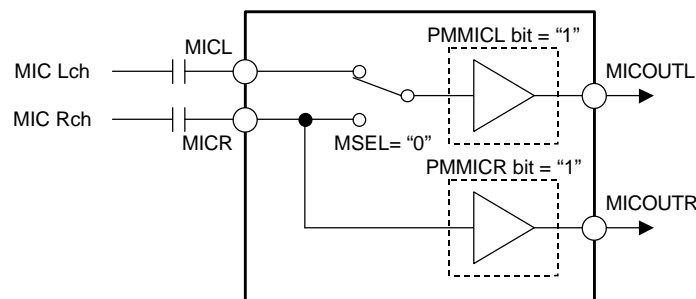 PMMICL bit = “1”
MICL
MICOUTL
MIC Lch
MIC Rch
MICR
MSEL= “0”
PMMICR bit = “1”
MICOUTR